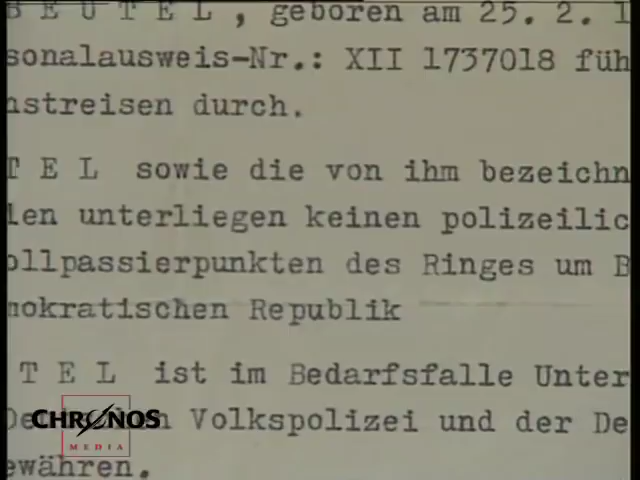 B E U T E L , geboren am 25. 2. 1
sonalausweis-Nr.: XII 1737018 füh
nstreisen durch.
T E L sowie die von ihm bezeichn
len unterliegen keinen polizeilic
ollpassierpunkten des Ringes um B
mokratischen Republik
T E L ist im Bedarfsfalle Unter
De Volkspolizei und der De
ewähren.
CHRONOS
MEDIA